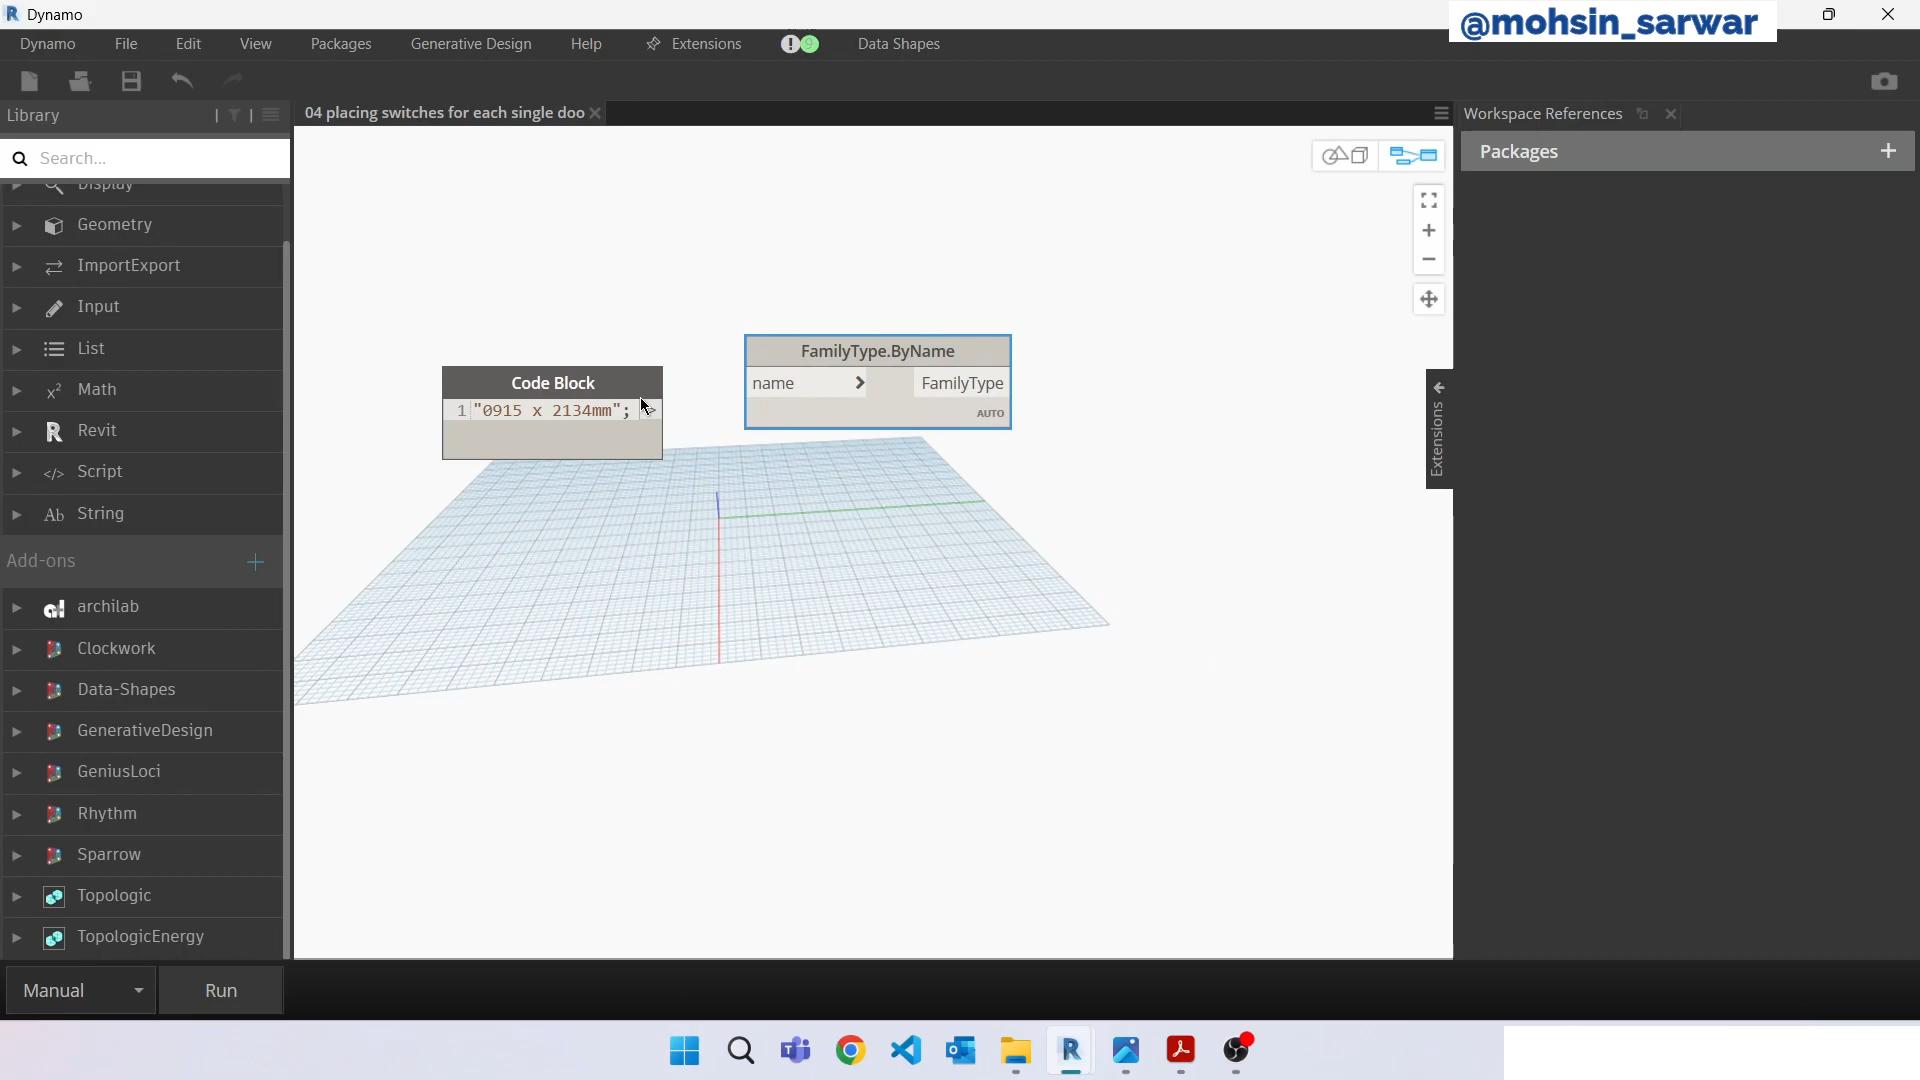 Dynamo
@mohsin_sarwar
Dynamo File Edit View Packages Generative Design Help Extensions 9 Data Shapes
Library
04 placing switches for each single doo
Workspace References
Search...
Packages
Display
Geometry
ImportExport
Input
List
Math
Revit
Script
String
Add-ons
archilab
Clockwork
Data-Shapes
GenerativeDesign
GeniusLoci
Rhythm
Sparrow
Topologic
TopologicEnergy
Code Block
1 "0915 x 2134mm"; >
FamilyType.ByName
name > FamilyType
AUTO
Extensions
Manual
Run